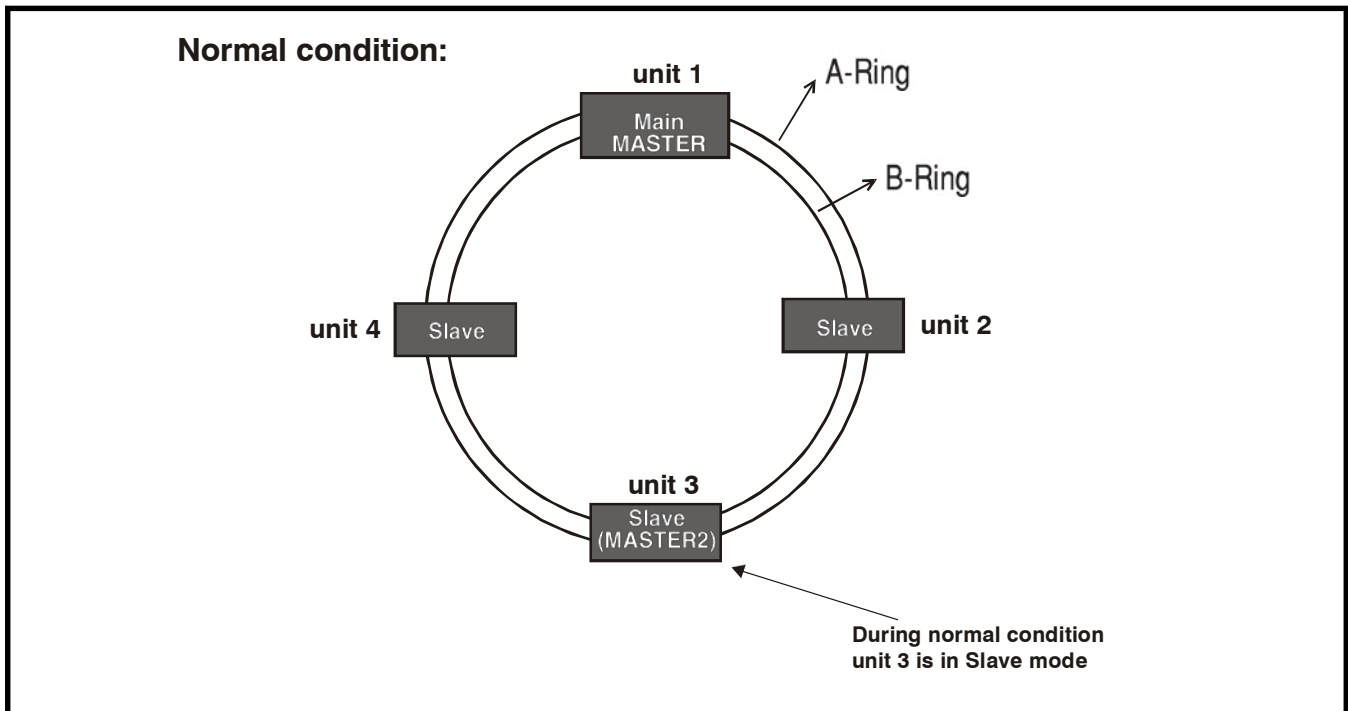 Normal condition:
unit 1
A-Ring
Main
MASTER
B-Ring
unit 4
Slave
Slave
unit 2
unit 3
Slave
(MASTER2)
During normal condition
unit 3 is in Slave mode